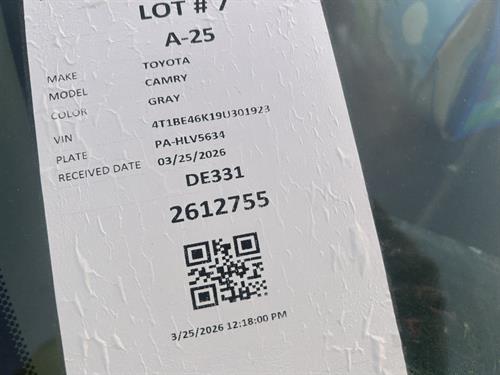 LOT # 7
A-25
MAKE TOYOTA
MODEL CAMRY
COLOR GRAY
VIN 4T1BE46K19U301923
PLATE PA-HLV5634
RECEIVED DATE 03/25/2026
DE331
2612755
3/25/2026 12:18:00 PM